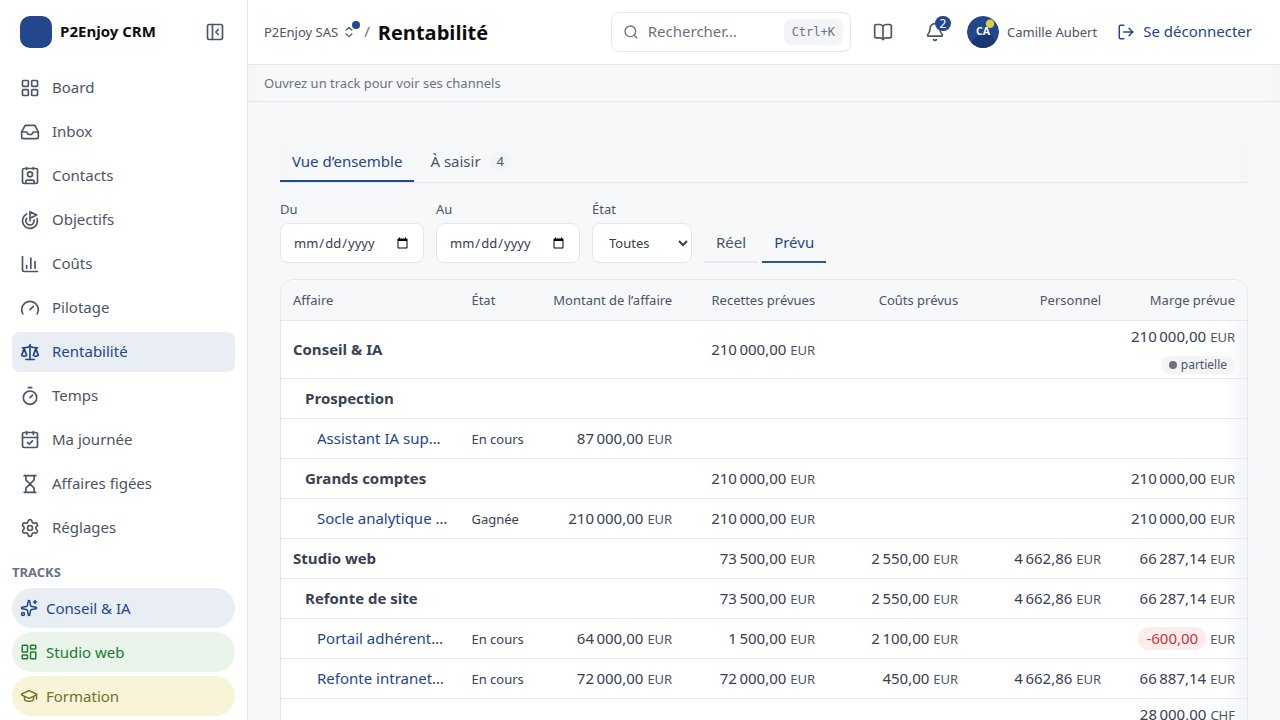 P2Enjoy CRM
P2Enjoy SAS / Rentabilité
Rechercher... Ctrl+K
2
CA Camille Aubert
Se déconnecter
Ouvrez un track pour voir ses channels
Board
Inbox
Contacts
Objectifs
Coûts
Pilotage
Rentabilité
Temps
Ma journée
Affaires figées
Réglages
TRACKS
Conseil & IA
Studio web
Formation
Vue d’ensemble À saisir 4
Du Au État
mm/dd/yyyy mm/dd/yyyy Toutes Réel Prévu
Affaire État Montant de l’affaire Recettes prévues Coûts prévus Personnel Marge prévue
Conseil & IA 210 000,00 EUR 210 000,00 EUR
partielle
Prospection
Assistant IA sup... En cours 87 000,00 EUR
Grands comptes 210 000,00 EUR 210 000,00 EUR
Socle analytique ... Gagnée 210 000,00 EUR 210 000,00 EUR 210 000,00 EUR
Studio web 73 500,00 EUR 2 550,00 EUR 4 662,86 EUR 66 287,14 EUR
Refonte de site 73 500,00 EUR 2 550,00 EUR 4 662,86 EUR 66 287,14 EUR
Portail adhérent... En cours 64 000,00 EUR 1 500,00 EUR 2 100,00 EUR -600,00 EUR
Refonte intranet... En cours 72 000,00 EUR 72 000,00 EUR 450,00 EUR 4 662,86 EUR 66 887,14 EUR
28 000,00 CHF